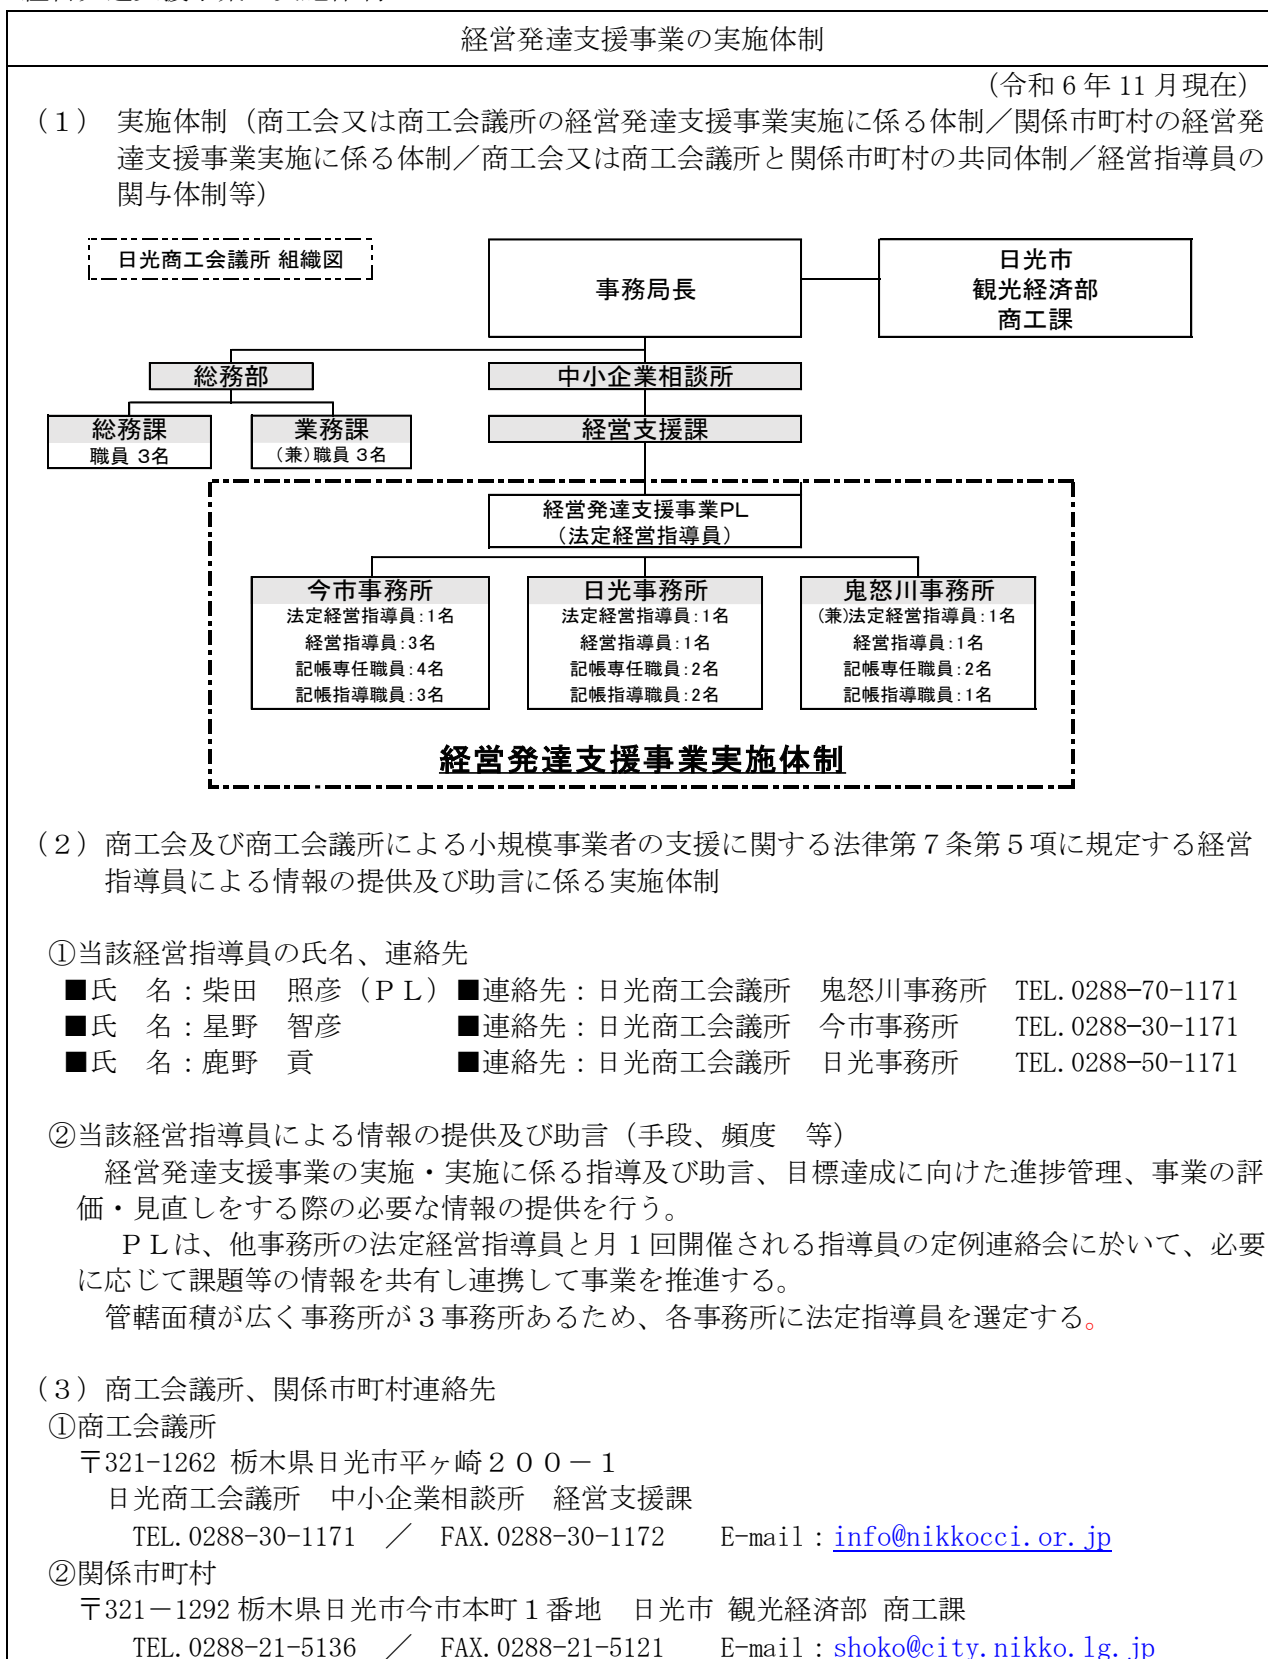 経営発達支援事業の実施体制
（令和6年11月現在）
（１）　実施体制（商工会又は商工会議所の経営発達支援事業実施に係る体制／関係市町村の経営発
達支援事業実施に係る体制／商工会又は商工会議所と関係市町村の共同体制／経営指導員の
関与体制等）
日光商工会議所 組織図
事務局長
日光市
観光経済部
商工課
総務部
中小企業相談所
総務課
職員 3名
業務課
（兼）職員 3名
経営支援課
経営発達支援事業PL
（法定経営指導員）
今市事務所
法定経営指導員：1名
経営指導員：3名
記帳専任職員：4名
記帳指導職員：3名
日光事務所
法定経営指導員：1名
経営指導員：1名
記帳専任職員：2名
記帳指導職員：2名
鬼怒川事務所
（兼）法定経営指導員：1名
経営指導員：1名
記帳専任職員：2名
記帳指導職員：1名
経営発達支援事業実施体制
（２）商工会及び商工会議所による小規模事業者の支援に関する法律第７条第５項に規定する経営
指導員による情報の提供及び助言に係る実施体制
①当該経営指導員の氏名、連絡先
■氏　名：柴田　照彦（ＰＬ）■連絡先：日光商工会議所　鬼怒川事務所　TEL.0288-70-1171
■氏　名：星野　智彦　　　　■連絡先：日光商工会議所　今市事務所　　TEL.0288-30-1171
■氏　名：鹿野　貢　　　　　■連絡先：日光商工会議所　日光事務所　　TEL.0288-50-1171
②当該経営指導員による情報の提供及び助言（手段、頻度　等）
経営発達支援事業の実施・実施に係る指導及び助言、目標達成に向けた進捗管理、事業の評
価・見直しをする際の必要な情報の提供を行う。
ＰＬは、他事務所の法定経営指導員と月１回開催される指導員の定例連絡会に於いて、必要
に応じて課題等の情報を共有し連携して事業を推進する。
管轄面積が広く事務所が３事務所あるため、各事務所に法定指導員を選定する。
（３）商工会議所、関係市町村連絡先
①商工会議所
〒321-1262 栃木県日光市平ヶ崎２００－１
日光商工会議所　中小企業相談所　経営支援課
TEL.0288-30-1171　／　FAX.0288-30-1172　　E-mail：info@nikkocci.or.jp
②関係市町村
〒321－1292 栃木県日光市今市本町１番地　日光市 観光経済部 商工課
TEL.0288-21-5136　／　FAX.0288-21-5121　　E-mail：shoko@city.nikko.lg.jp